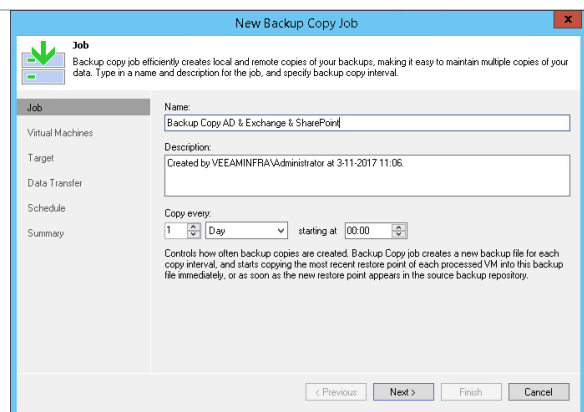 New Backup Copy Job
x
Job
Backup copy job efficiently creates local and remote copies of your backups, making it easy to maintain multiple copies of your
data. Type in a name and description for the job, and specify backup copy interval.
Job
Virtual Machines
Target
Data Transfer
Schedule
Summary
Name:
Backup Copy AD & Exchange & SharePoint
Description:
Created by VEEAMINFRA\Administrator at 3-11-2017 11:06.
Copy every:
1 Day starting at 00:00
Controls how often backup copies are created. Backup Copy job creates a new backup file for each
copy interval, and starts copying the most recent restore point of each processed VM into this backup
file immediately, or as soon as the new restore point appears in the source backup repository.
< Previous Next > Finish Cancel